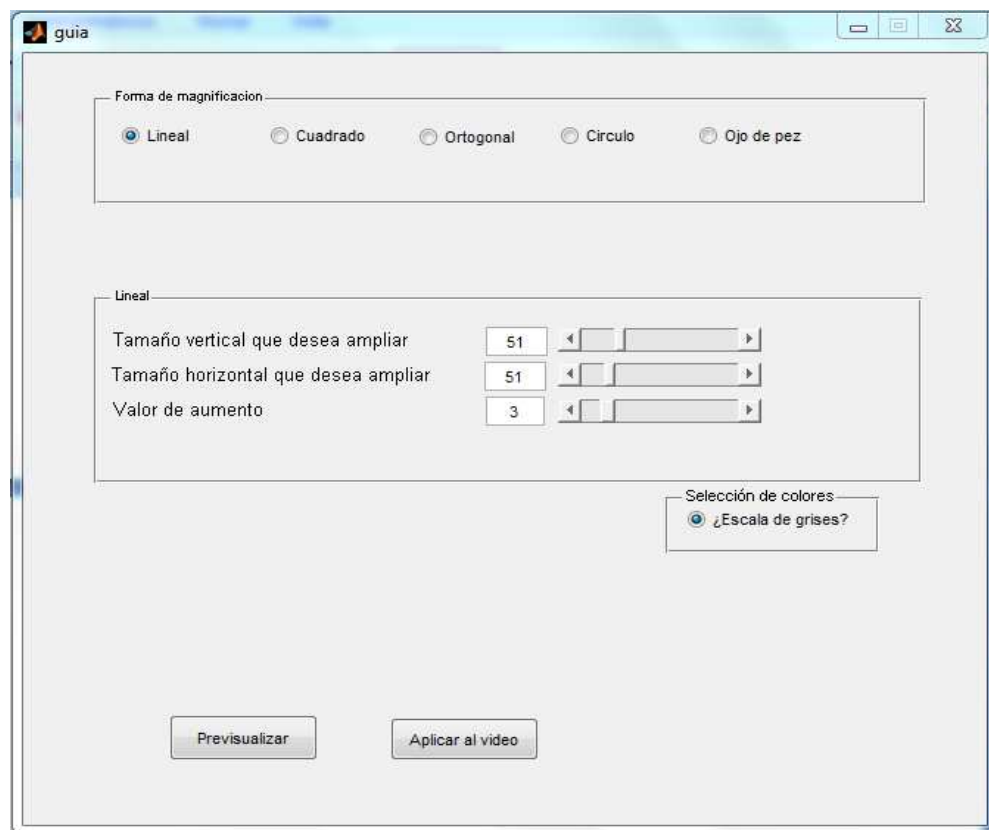 guia
Forma de magnificacion
Lineal Cuadrado Ortogonal Circulo Ojo de pez
Lineal
Tamaño vertical que desea ampliar 51
Tamaño horizontal que desea ampliar 51
Valor de aumento 3
Selección de colores
¿Escala de grises?
Previsualizar Aplicar al video